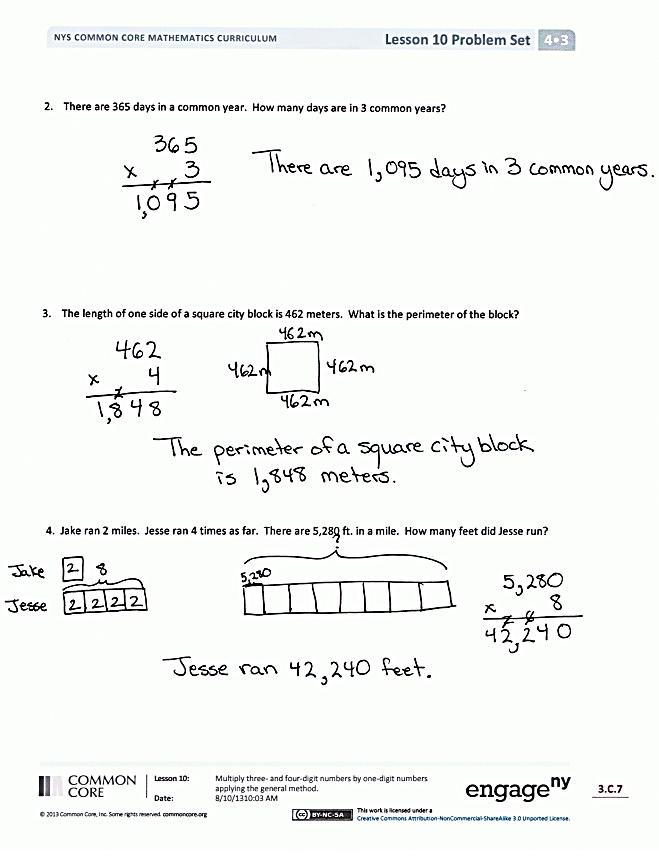 NYS COMMON CORE MATHEMATICS CURRICULUM Lesson 10 Problem Set 4•3
2. There are 365 days in a common year. How many days are in 3 common years?
365
x 3
1,095
There are 1,095 days in 3 common years.
3. The length of one side of a square city block is 462 meters. What is the perimeter of the block?
462
x 4
1,848
462m
462m 462m
462m
The perimeter of a square city block
is 1,848 meters.
4. Jake ran 2 miles. Jesse ran 4 times as far. There are 5,280 ft. in a mile. How many feet did Jesse run?
Jake 2 8
Jesse 2 2 2 2
?
5,280
5,280
x 8
42,240
Jesse ran 42,240 feet.
COMMON
CORE
Lesson 10: Multiply three- and four-digit numbers by one-digit numbers
applying the general method.
Date: 8/10/1310:03 AM
engageny
3.C.7
© 2013 Common Core, Inc. Some rights reserved. commoncore.org
(cc) BY-NC-SA
This work is licensed under a
Creative Commons Attribution-NonCommercial-ShareAlike 3.0 Unported License.